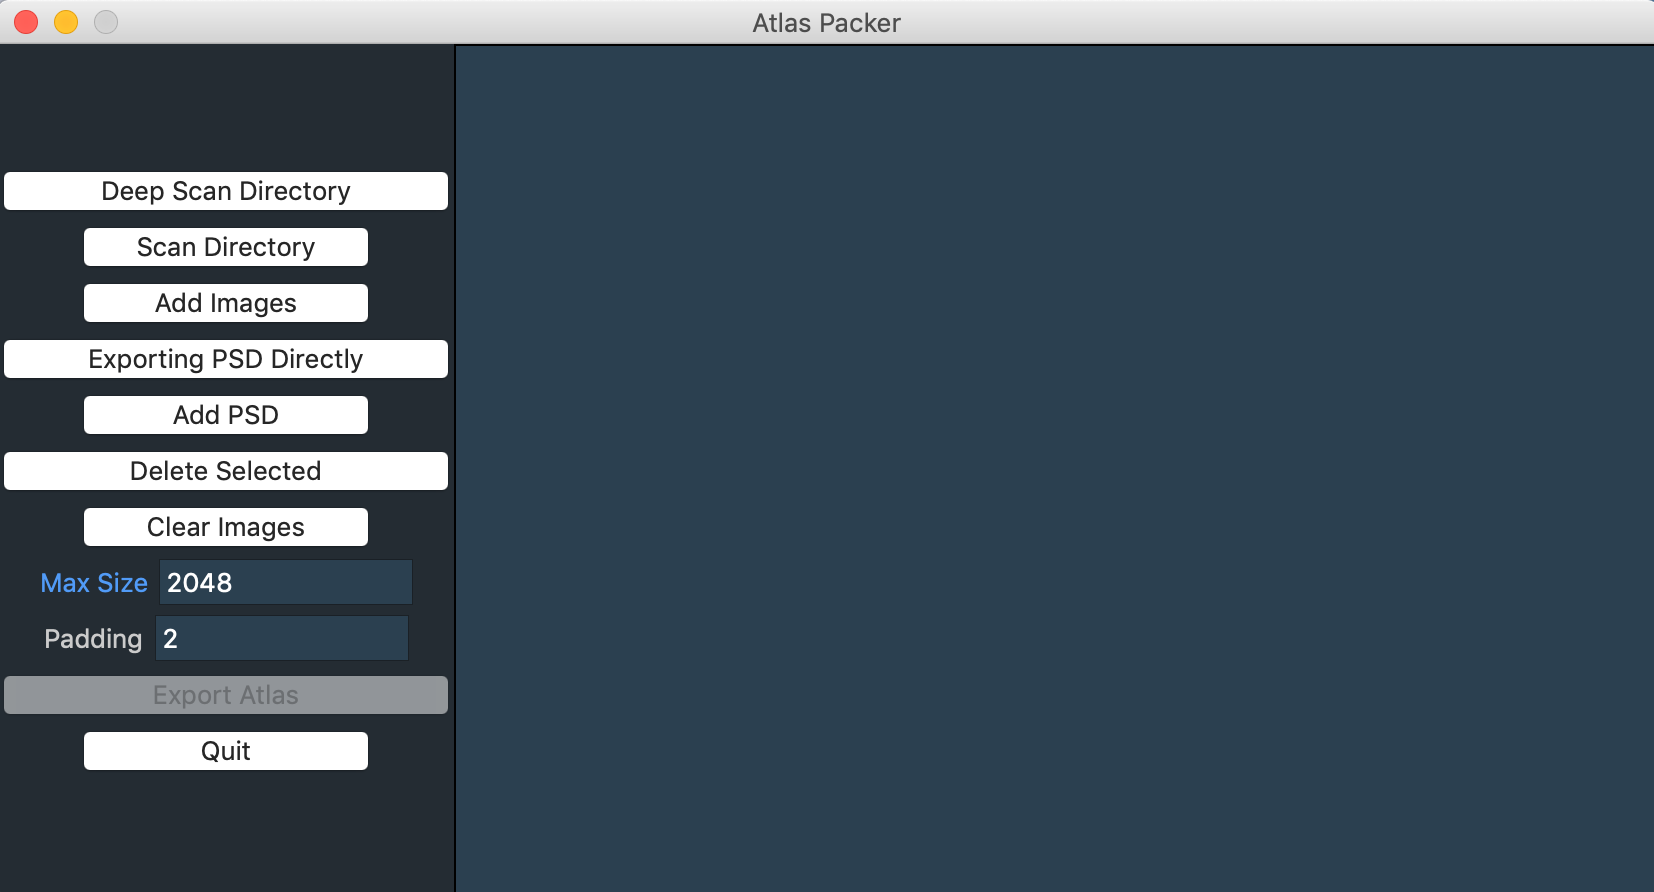 Atlas Packer
Deep Scan Directory
Scan Directory
Add Images
Exporting PSD Directly
Add PSD
Delete Selected
Clear Images
Max Size 2048
Padding 2
Export Atlas
Quit